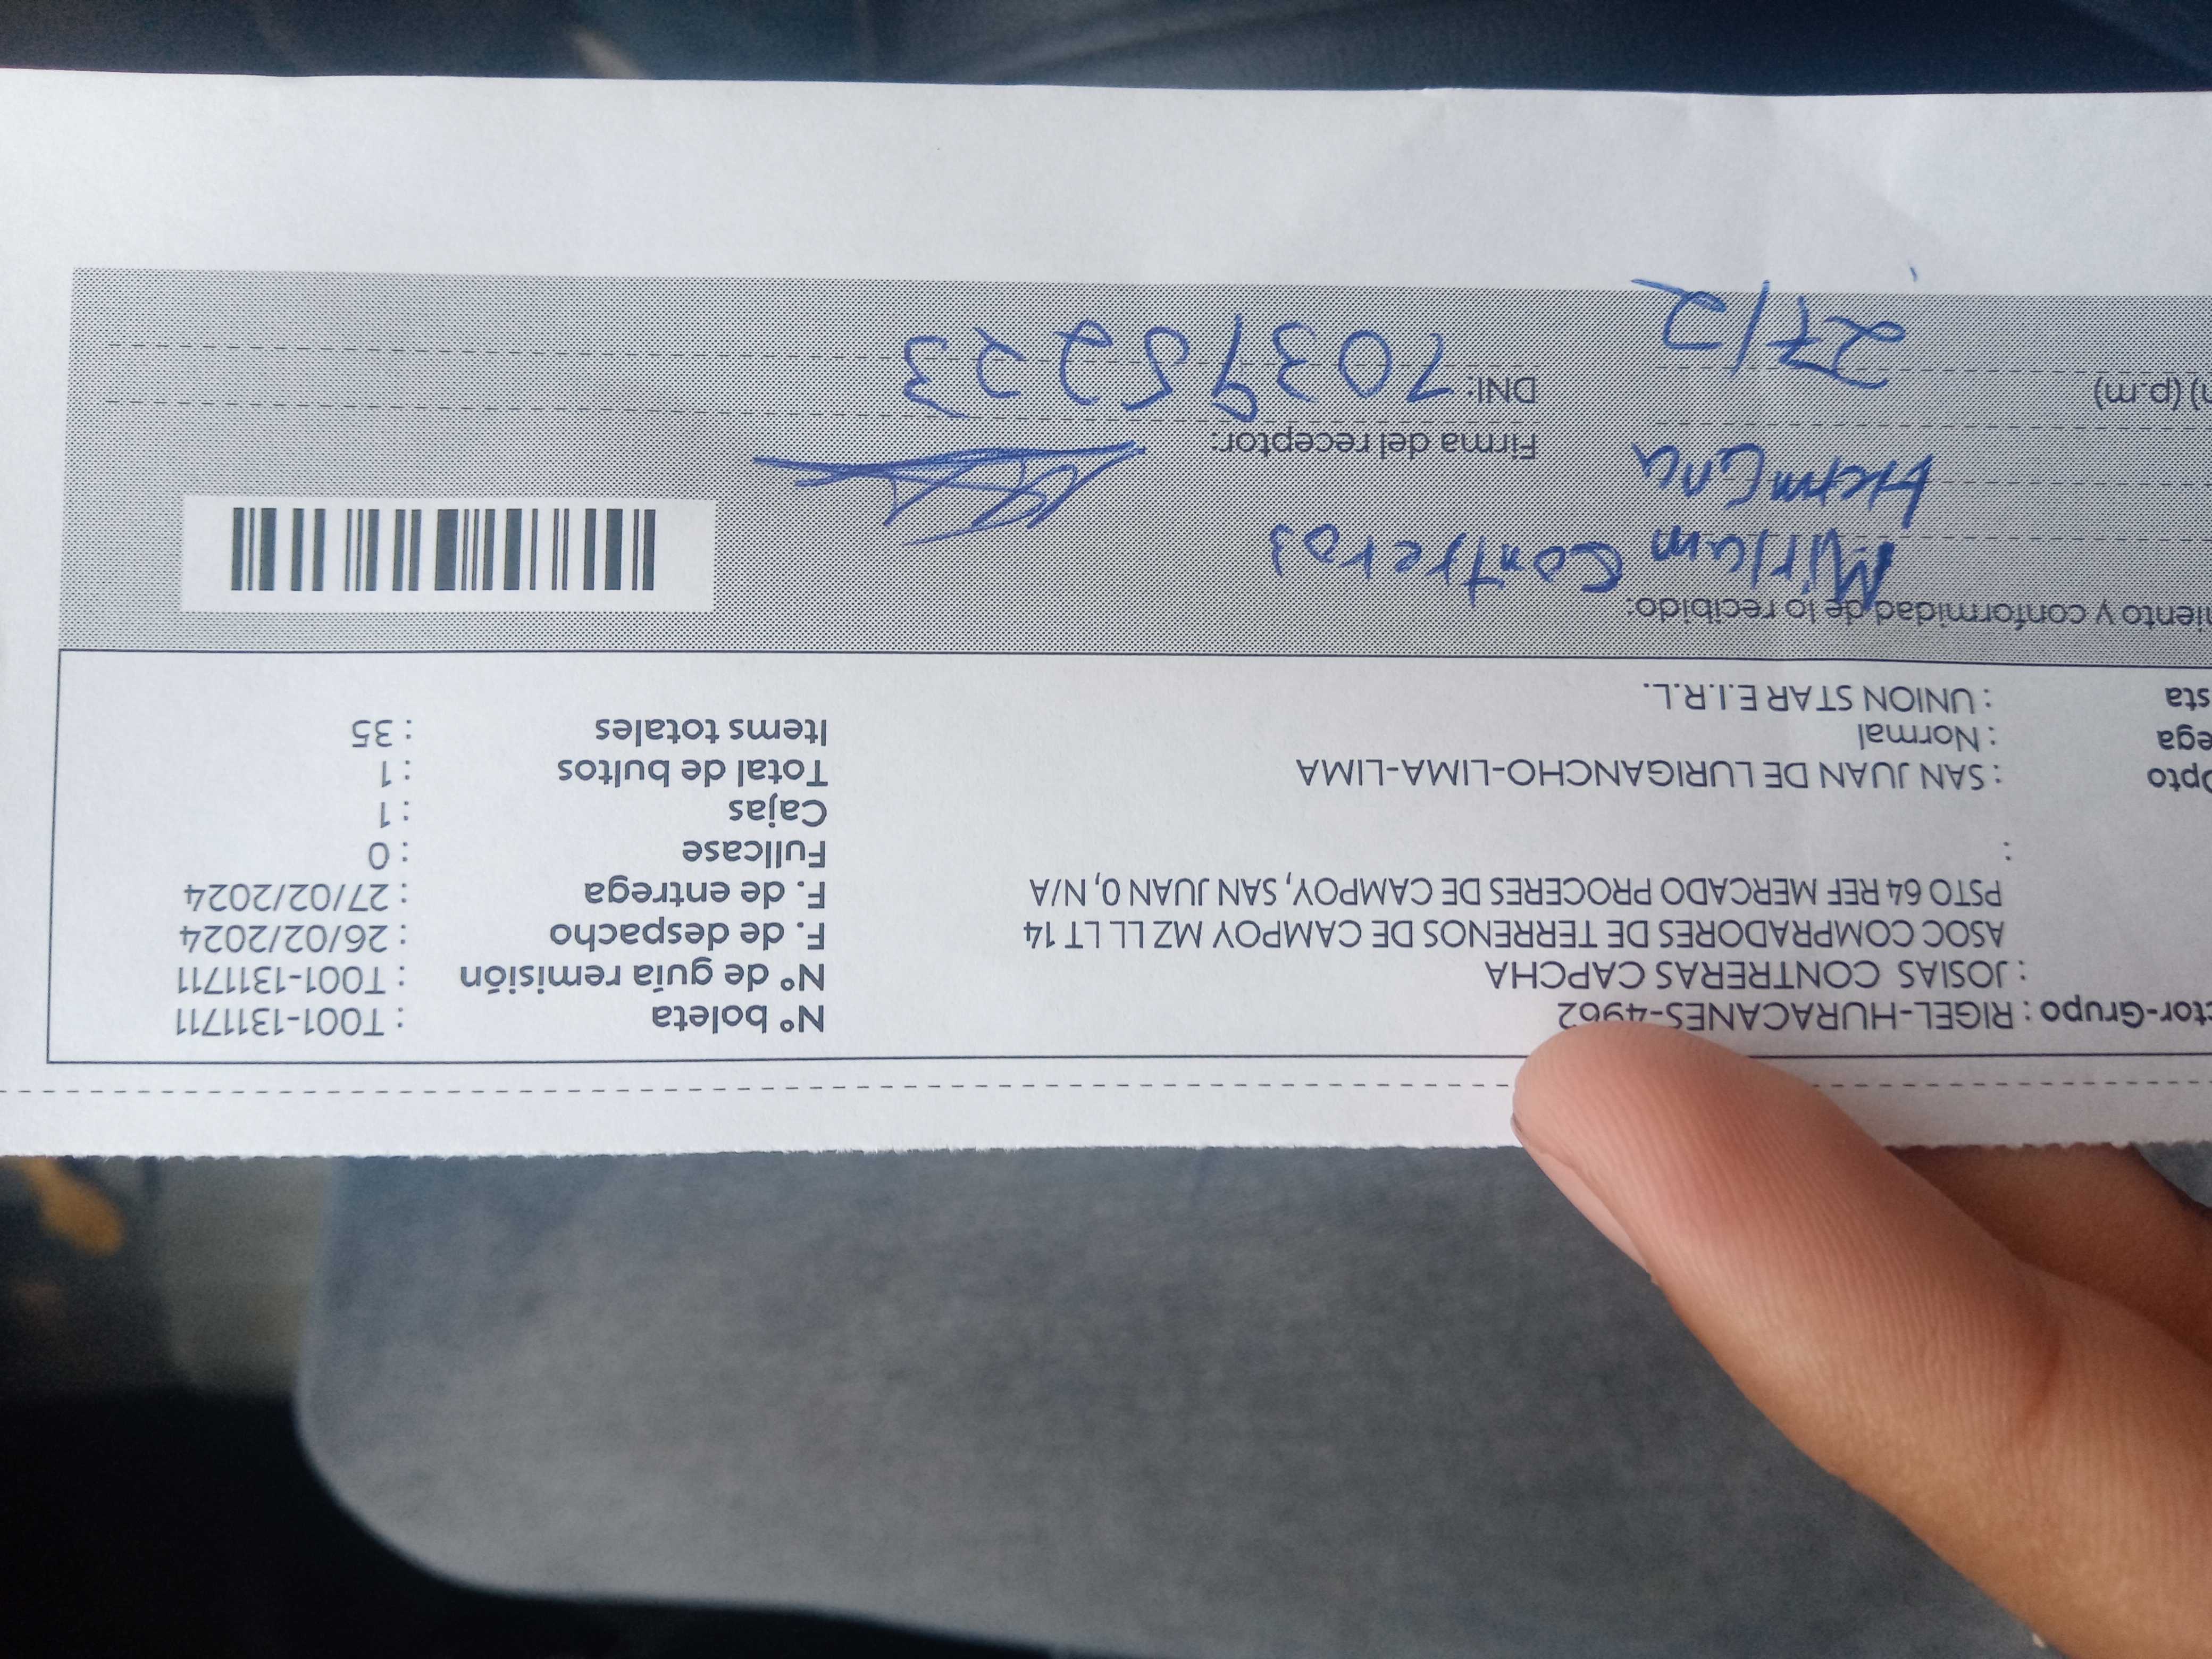 ctor-Grupo : RIGEL-HURACANES-4962
: JOSIAS CONTRERAS CAPCHA
ASOC COMPRADORES DE TERRENOS DE CAMPOY MZ LL LT 14
PSTO 64 REF MERCADO PROCERES DE CAMPOY, SAN JUAN 0, N/A
:
Dpto : SAN JUAN DE LURIGANCHO-LIMA-LIMA
ega : Normal
sta : UNION STAR E.I.R.L.
N° boleta : T001-1311711
N° de guía remisión : T001-1311711
F. de despacho : 26/02/2024
F. de entrega : 27/02/2024
Fullcase : 0
Cajas : 1
Total de bultos : 1
Items totales : 35
miento y conformidad de lo recibido:
Miriam Contreras
Hermana
Firma del receptor:
) (p.m) 27/2
DNI: 70395223